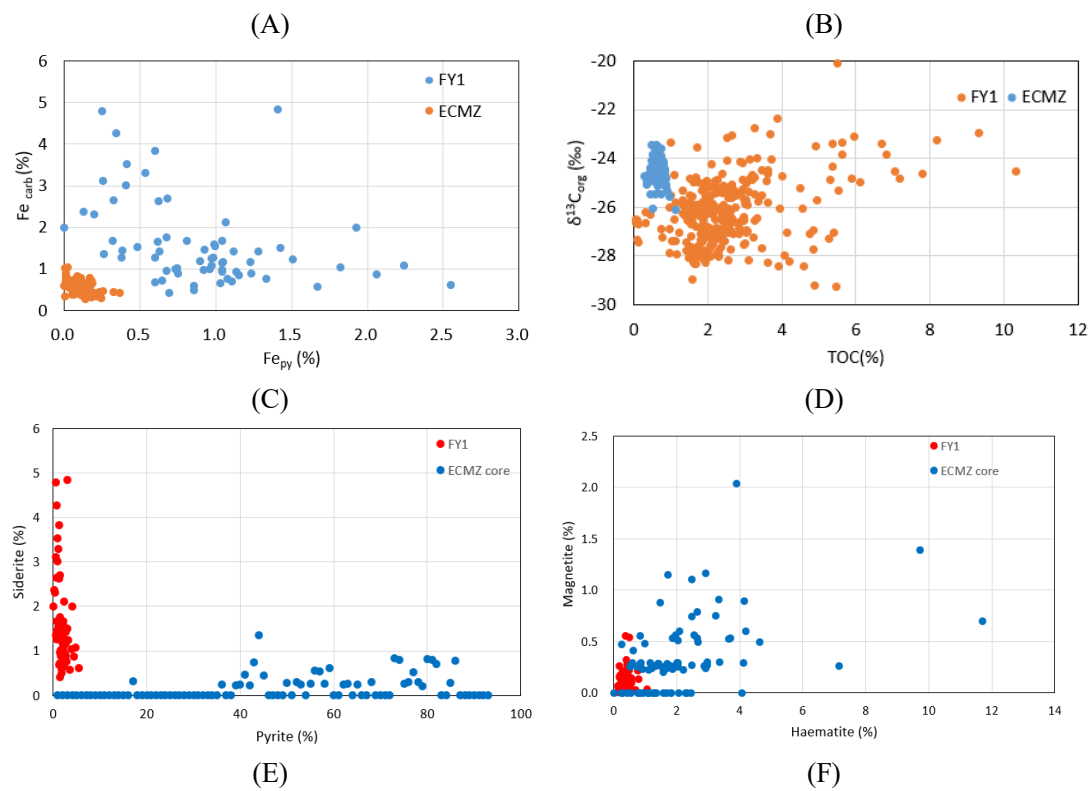 (A)
(B)
6
5
4
3
2
1
0
Fe carb (%)
FY1
ECMZ
0.0 0.5 1.0 1.5 2.0 2.5 3.0
Fepy (%)
-20
-22
-24
-26
-28
-30
δ13Corg (‰)
FY1 ECMZ
0 2 4 6 8 10 12
TOC(%)
(C)
(D)
6
5
4
3
2
1
0
Siderite (%)
FY1
ECMZ core
0 20 40 60 80 100
Pyrite (%)
2.5
2.0
1.5
1.0
0.5
0.0
Magnetite (%)
FY1
ECMZ core
0 2 4 6 8 10 12 14
Haematite (%)
(E)
(F)